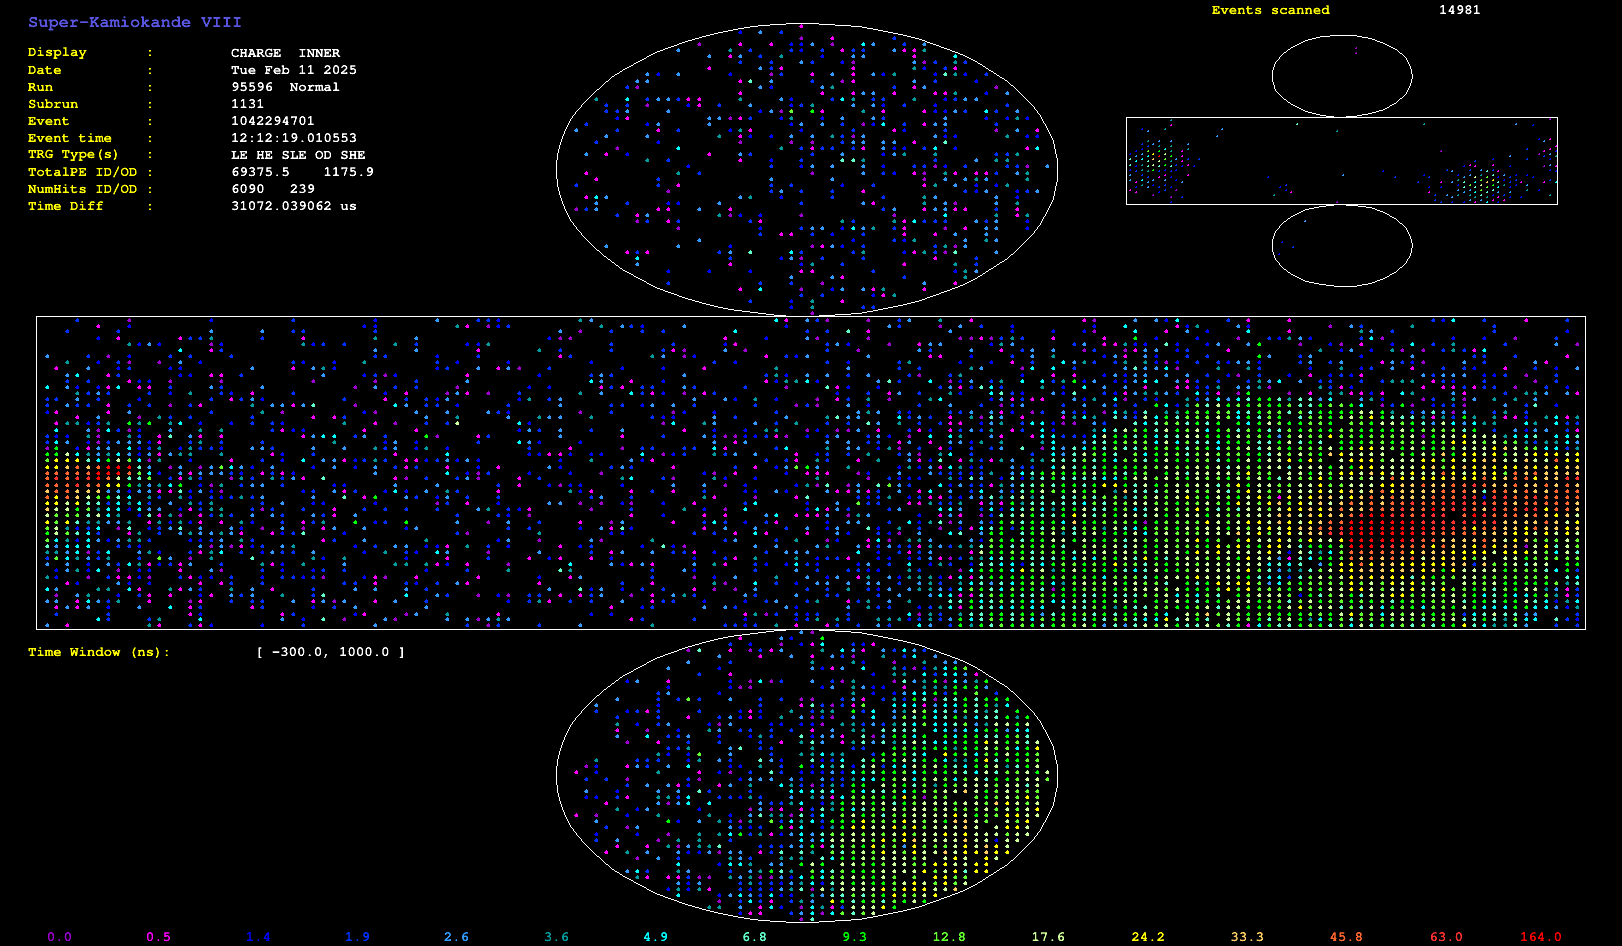 Super-Kamiokande VIII
Display : CHARGE INNER
Date : Tue Feb 11 2025
Run : 95596 Normal
Subrun : 1131
Event : 1042294701
Event time : 12:12:19.010553
TRG Type(s) : LE HE SLE OD SHE
TotalPE ID/OD : 69375.5 1175.9
NumHits ID/OD : 6090 239
Time Diff : 31072.039062 us
Events scanned 14981
Time Window (ns): [ -300.0, 1000.0 ]
0.0 0.5 1.4 1.9 2.6 3.6 4.9 6.8 9.3 12.8 17.6 24.2 33.3 45.8 63.0 164.0